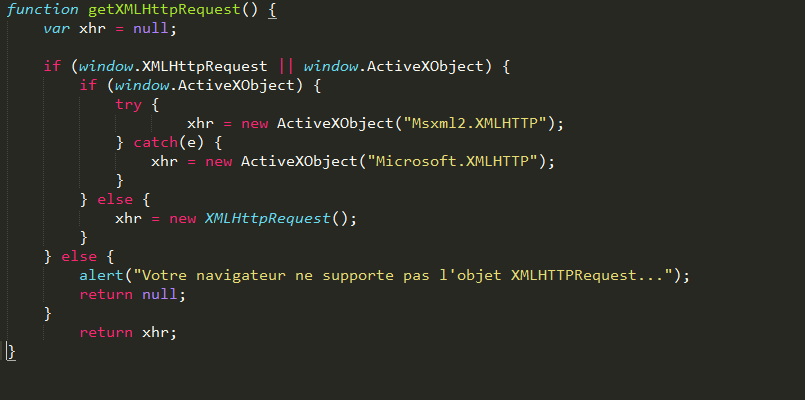 function getXMLHttpRequest() {
    var xhr = null;

    if (window.XMLHttpRequest || window.ActiveXObject) {
        if (window.ActiveXObject) {
            try {
                    xhr = new ActiveXObject("Msxml2.XMLHTTP");
            } catch(e) {
                xhr = new ActiveXObject("Microsoft.XMLHTTP");
            }
        } else {
            xhr = new XMLHttpRequest();
        }
    } else {
        alert("Votre navigateur ne supporte pas l'objet XMLHTTPRequest...");
        return null;
    }
        return xhr;
}